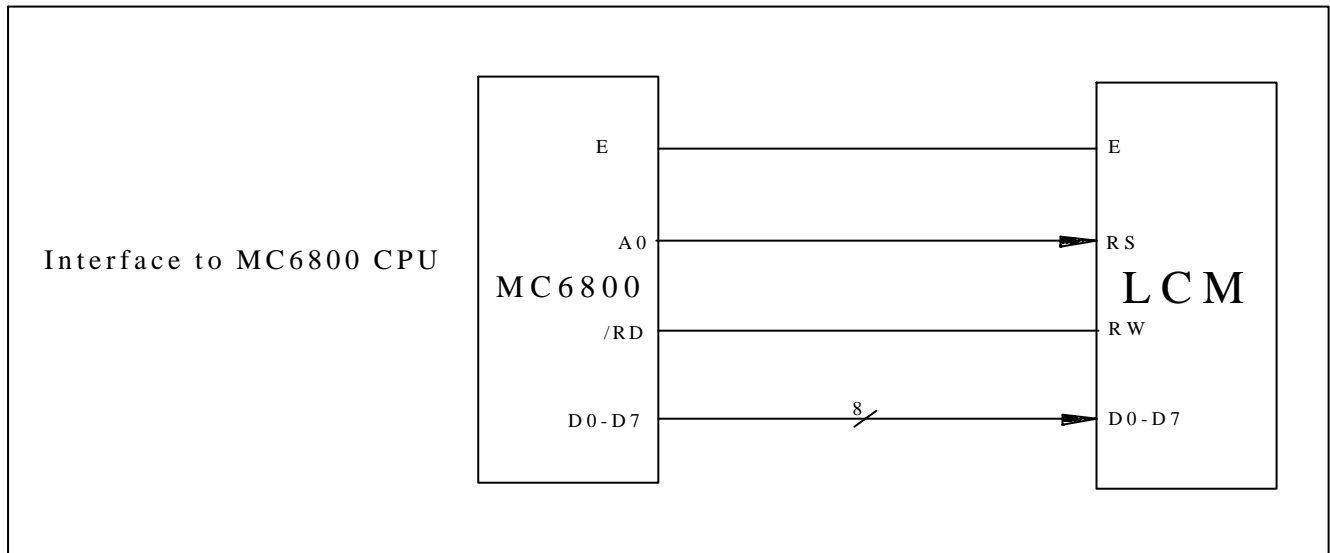 Interface to MC6800 CPU
MC6800
E
A0
/RD
D0-D7
8
E
RS
LCM
RW
D0-D7